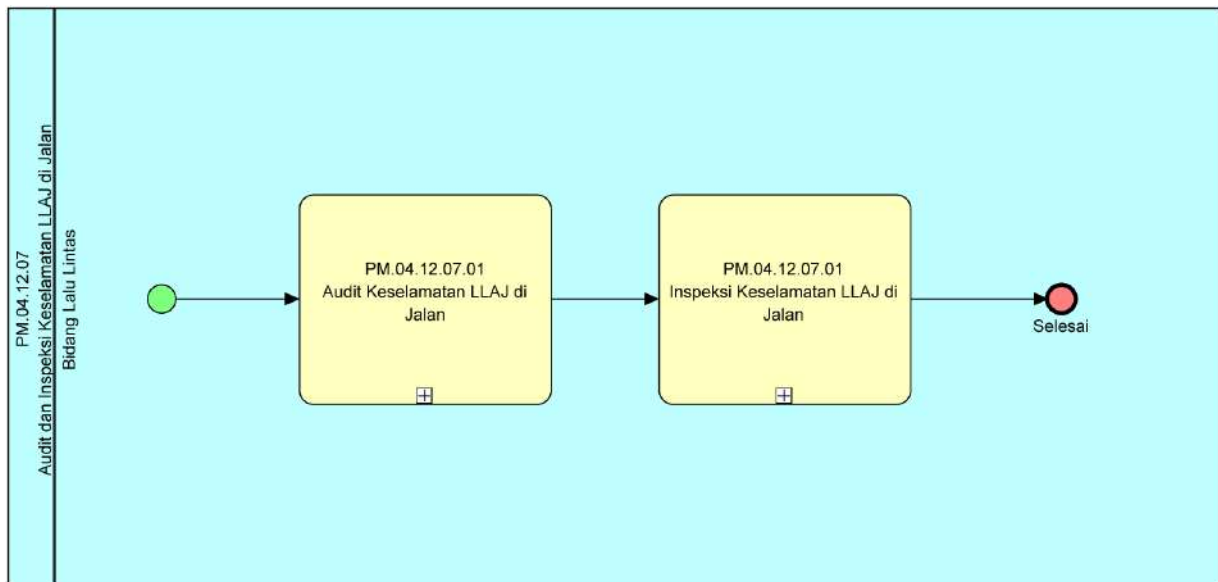 PM.04.12.07
Audit dan Inspeksi Keselamatan LLAJ di Jalan
Bidang Lalu Lintas
PM.04.12.07.01
Audit Keselamatan LLAJ di
Jalan
PM.04.12.07.01
Inspeksi Keselamatan LLAJ di
Jalan
Selesai